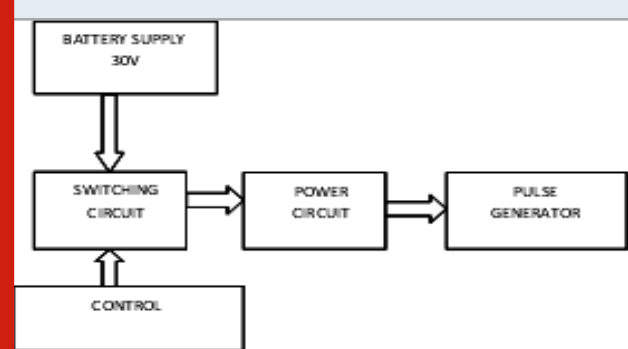 BATTERY SUPPLY
30V
SWITCHING
CIRCUIT
POWER
CIRCUIT
PULSE
GENERATOR
CONTROL